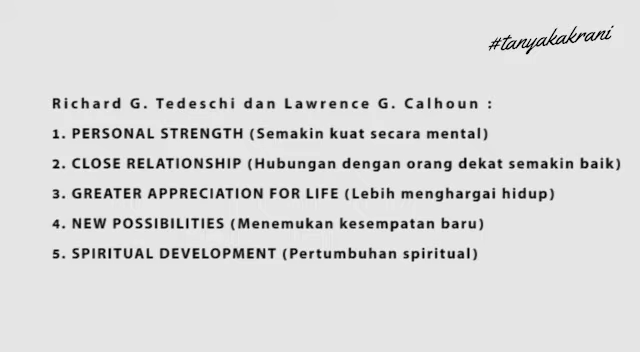 #tanyakakrani
Richard G. Tedeschi dan Lawrence G. Calhoun :
1. PERSONAL STRENGTH (Semakin kuat secara mental)
2. CLOSE RELATIONSHIP (Hubungan dengan orang dekat semakin baik)
3. GREATER APPRECIATION FOR LIFE (Lebih menghargai hidup)
4. NEW POSSIBILITIES (Menemukan kesempatan baru)
5. SPIRITUAL DEVELOPMENT (Pertumbuhan spiritual)